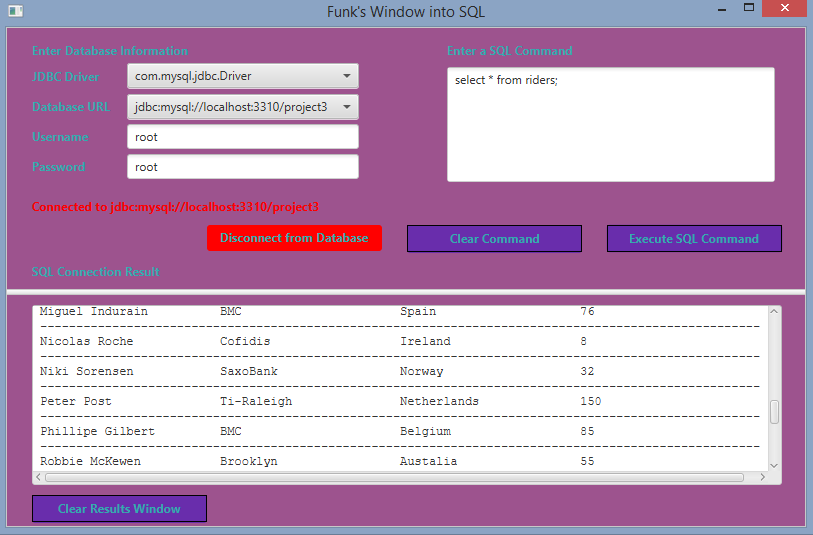 Funk's Window into SQL
Enter Database Information
JDBC Driver com.mysql.jdbc.Driver
Database URL jdbc:mysql://localhost:3310/project3
Username root
Password root
Enter a SQL Command
select * from riders;
Connected to jdbc:mysql://localhost:3310/project3
Disconnect from Database Clear Command Execute SQL Command
SQL Connection Result
Miguel Indurain BMC Spain 76
Nicolas Roche Cofidis Ireland 8
Niki Sorensen SaxoBank Norway 32
Peter Post Ti-Raleigh Netherlands 150
Phillipe Gilbert BMC Belgium 85
Robbie McKewen Brooklyn Austalia 55
Clear Results Window